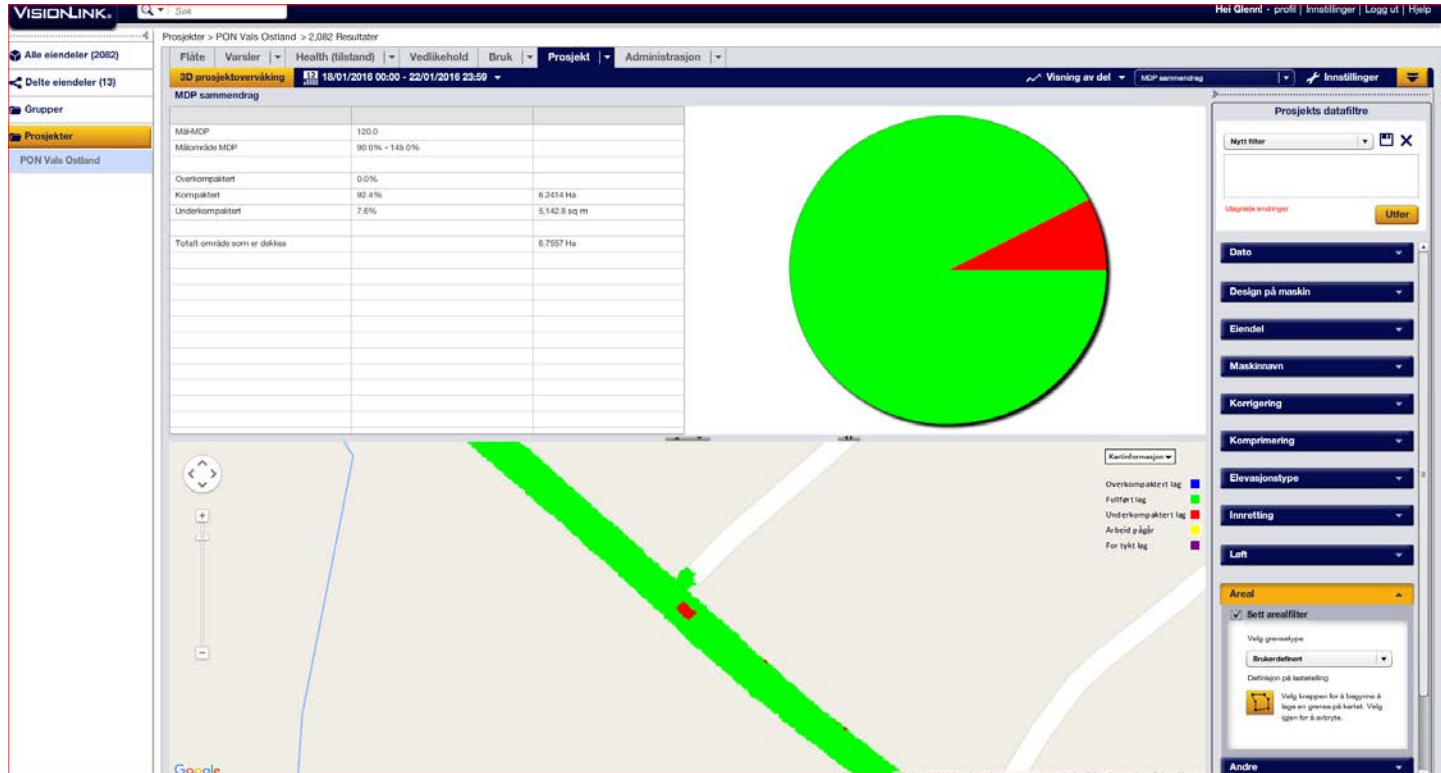 VISIONLINK®
Søk
Hei Glenn! - profil | Innstillinger | Logg ut | Hjelp
Prosjekter > PON Vals Ostland > 2,082 Resultater
Alle eiendeler (2082)
Delte eiendeler (13)
Grupper
Prosjekter
PON Vals Ostland
Flåte Varsler Health (tilstand) Vedlikehold Bruk Prosjekt Administrasjon
3D prosjektovervåking 12 18/01/2016 00:00 - 22/01/2016 23:59 Visning av del MDP sammendrag Innstillinger
MDP sammendrag
Mål-MDP 120.0
Målområde MDP 90.0% - 145.0%
Overkompaktert 0.0%
Kompaktert 92.4% 6.2414 Ha
Underkompaktert 7.6% 5,142.8 sq m
Totalt område som er dekkes 6.7557 Ha
Kartinformasjon
Overkompaktert lag
Fullført lag
Underkompaktert lag
Arbeid pågår
For tykt lag
Google
Prosjekts datafiltre
Nytt filter
Ulagrede endringer
Utfør
Dato
Design på maskin
Eiendel
Maskinnavn
Korrigering
Komprimering
Elevasjonstype
Innretting
Løft
Areal
Sett arealfilter
Velg grensetype
Brukerdefinert
Definisjon på lastetelling
Velg knappen for å begynne å
lage en grense på kartet. Velg
igjen for å avbryte.
Andre